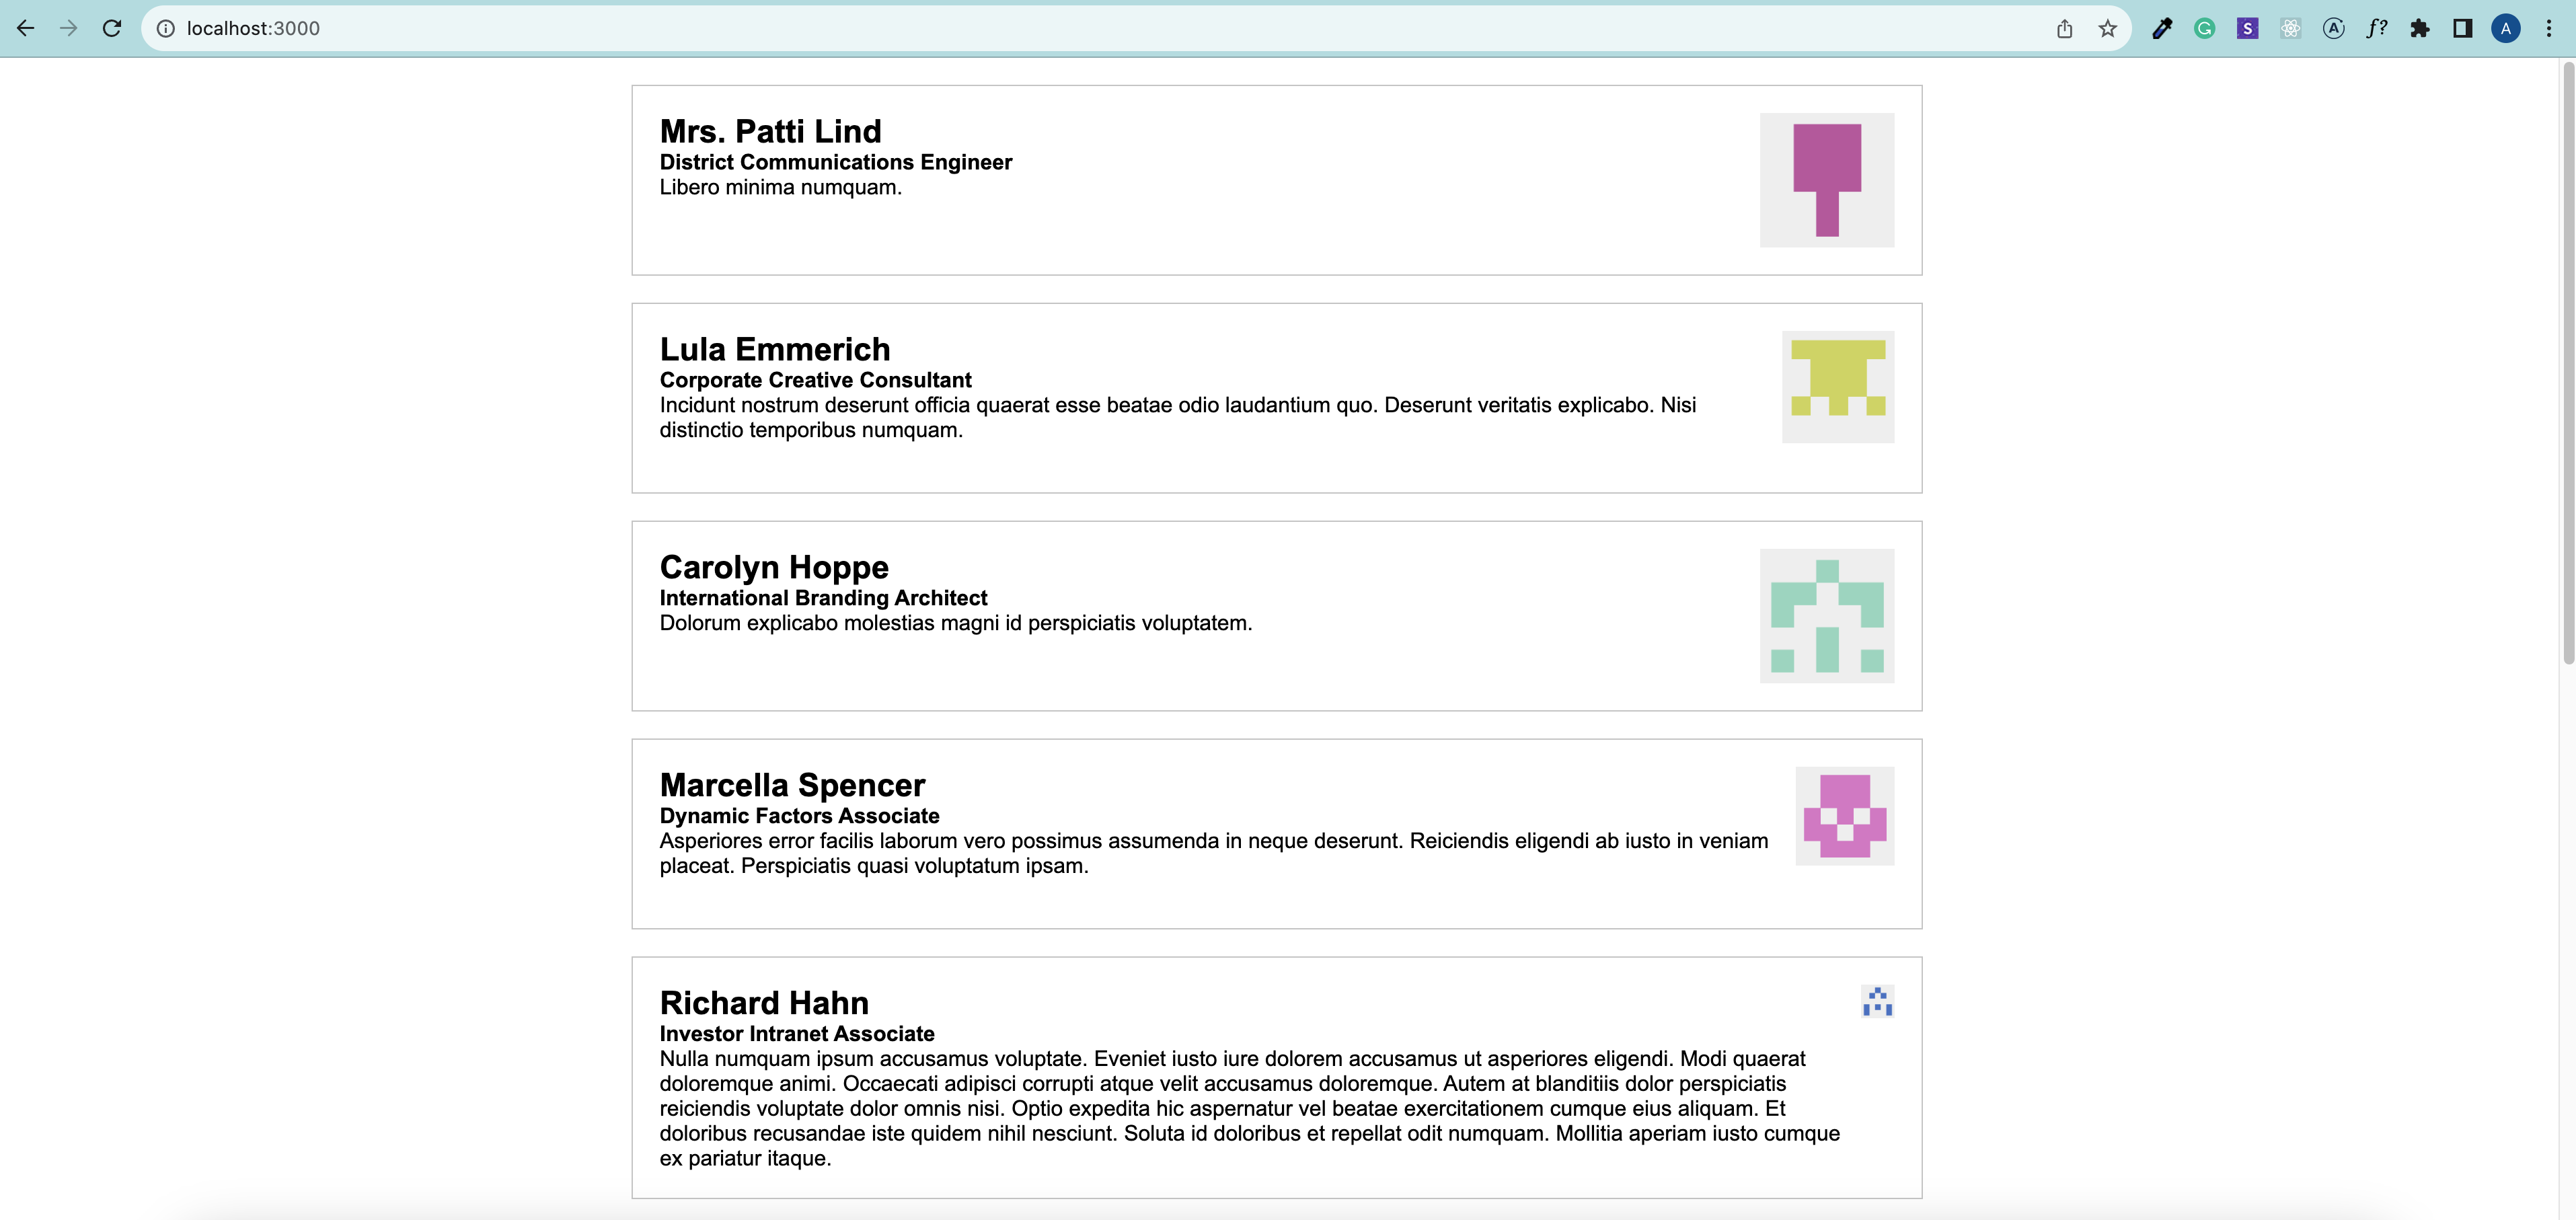 localhost:3000
G S A f? A
Mrs. Patti Lind
District Communications Engineer
Libero minima numquam.
Lula Emmerich
Corporate Creative Consultant
Incidunt nostrum deserunt officia quaerat esse beatae odio laudantium quo. Deserunt veritatis explicabo. Nisi
distinctio temporibus numquam.
Carolyn Hoppe
International Branding Architect
Dolorum explicabo molestias magni id perspiciatis voluptatem.
Marcella Spencer
Dynamic Factors Associate
Asperiores error facilis laborum vero possimus assumenda in neque deserunt. Reiciendis eligendi ab iusto in veniam
placeat. Perspiciatis quasi voluptatum ipsam.
Richard Hahn
Investor Intranet Associate
Nulla numquam ipsum accusamus voluptate. Eveniet iusto iure dolorem accusamus ut asperiores eligendi. Modi quaerat
doloremque animi. Occaecati adipisci corrupti atque velit accusamus doloremque. Autem at blanditiis dolor perspiciatis
reiciendis voluptate dolor omnis nisi. Optio expedita hic aspernatur vel beatae exercitationem cumque eius aliquam. Et
doloribus recusandae iste quidem nihil nesciunt. Soluta id doloribus et repellat odit numquam. Mollitia aperiam iusto cumque
ex pariatur itaque.